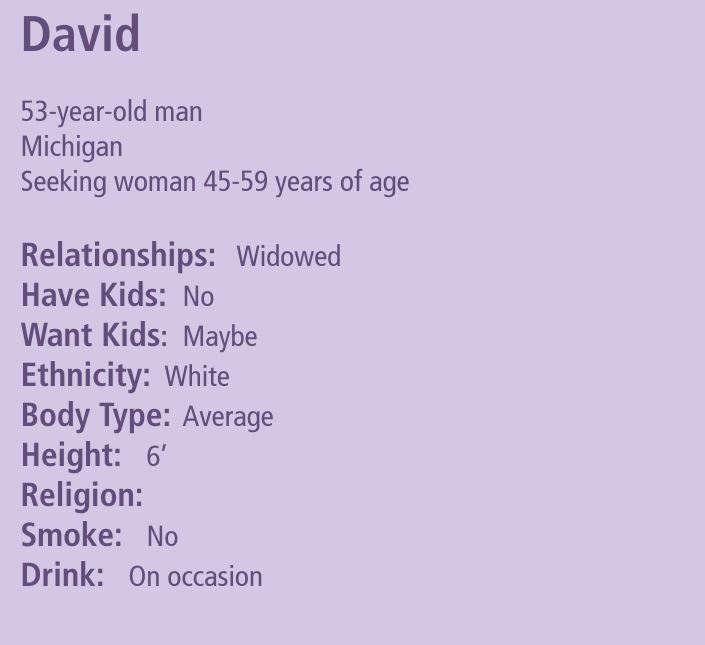 David
53-year-old man
Michigan
Seeking woman 45-59 years of age
Relationships: Widowed
Have Kids: No
Want Kids: Maybe
Ethnicity: White
Body Type: Average
Height: 6’
Religion:
Smoke: No
Drink: On occasion